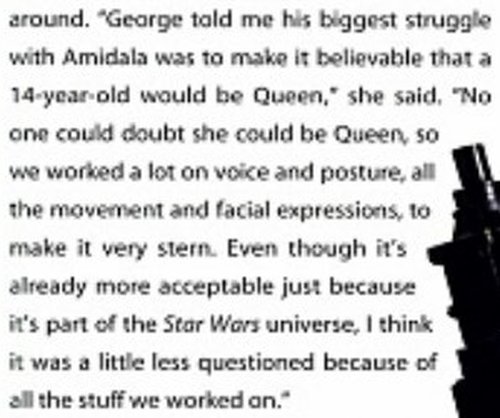 around. "George told me his biggest struggle
with Amidala was to make it believable that a
14-year-old would be Queen," she said. "No
one could doubt she could be Queen, so
we worked a lot on voice and posture, all
the movement and facial expressions, to
make it very stern. Even though it's
already more acceptable just because
it's part of the Star Wars universe, I think
it was a little less questioned because of
all the stuff we worked on."